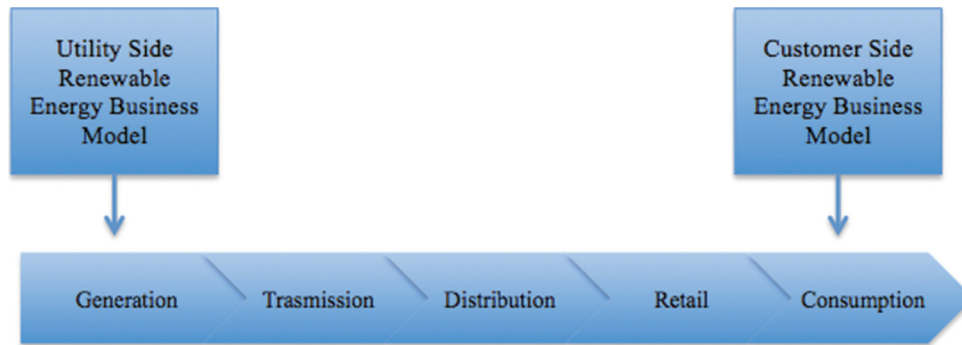 Utility Side
Renewable
Energy Business
Model
Customer Side
Renewable
Energy Business
Model
Generation
Trasmission
Distribution
Retail
Consumption